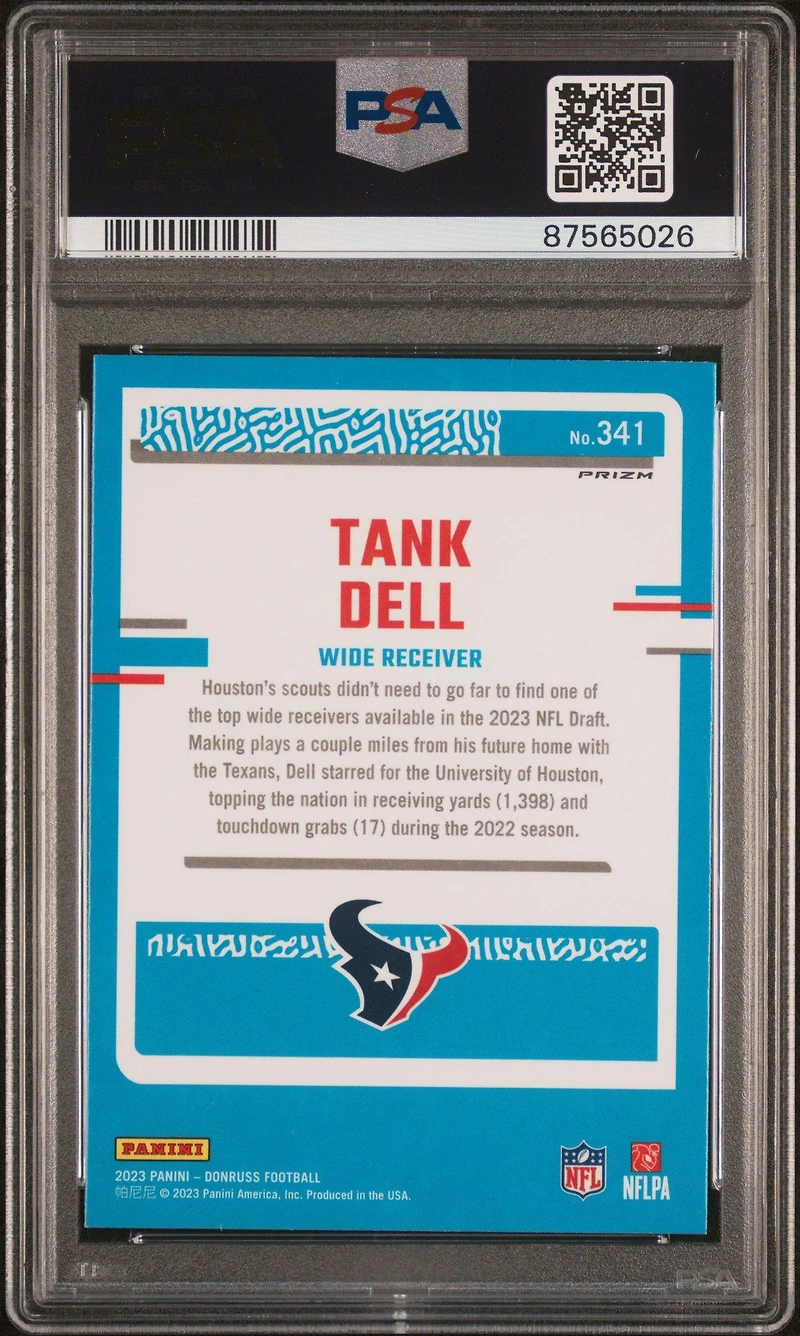 PSA
87565026
No.341
PRIZM
TANK
DELL
WIDE RECEIVER
Houston's scouts didn't need to go far to find one of
the top wide receivers available in the 2023 NFL Draft.
Making plays a couple miles from his future home with
the Texans, Dell starred for the University of Houston,
topping the nation in receiving yards (1,398) and
touchdown grabs (17) during the 2022 season.
PANINI
2023 PANINI – DONRUSS FOOTBALL
帕尼尼 © 2023 Panini America, Inc. Produced in the USA.
NFL
NFLPA
PSA